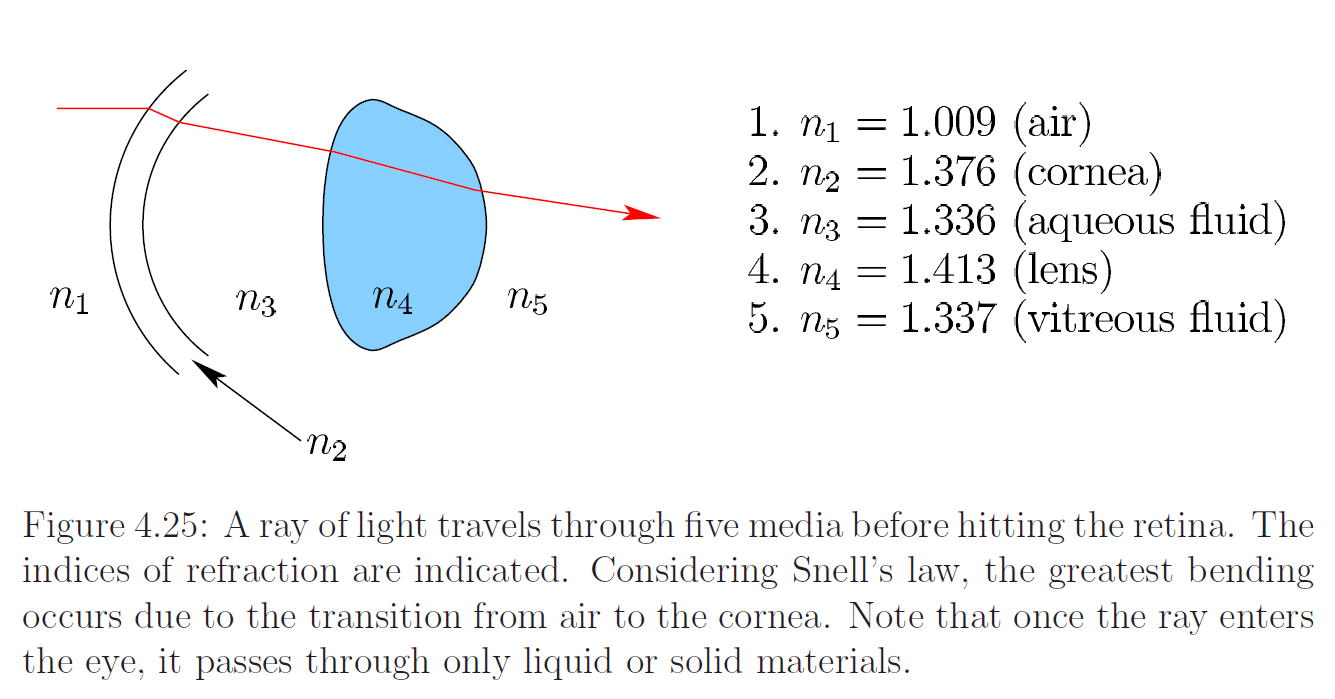 1. n₁ = 1.009 (air)
2. n₂ = 1.376 (cornea)
3. n₃ = 1.336 (aqueous fluid)
4. n₄ = 1.413 (lens)
5. n₅ = 1.337 (vitreous fluid)
n₁
n₃
n₄
n₅
n₂
Figure 4.25: A ray of light travels through five media before hitting the retina. The
indices of refraction are indicated. Considering Snell's law, the greatest bending
occurs due to the transition from air to the cornea. Note that once the ray enters
the eye, it passes through only liquid or solid materials.